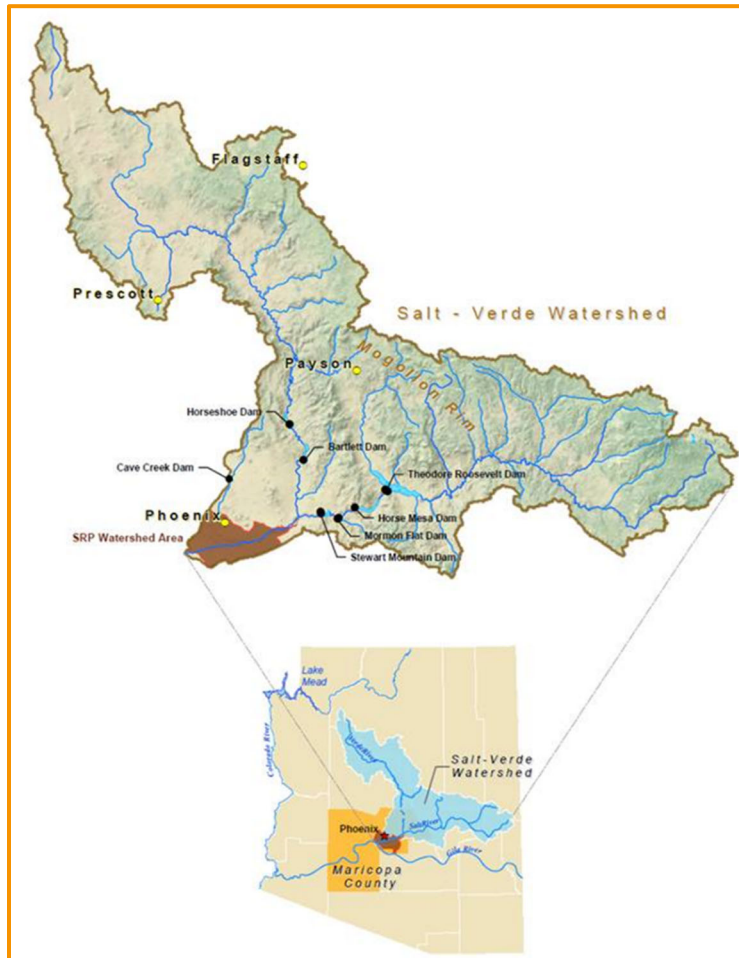 Flagstaff
Prescott
Salt - Verde Watershed
Mogollon Rim
Payson
Horseshoe Dam
Bartlett Dam
Cave Creek Dam
Theodore Roosevelt Dam
Phoenix
Horse Mesa Dam
SRP Watershed Area
Mormon Flat Dam
Stewart Mountain Dam
Lake
Mead
Colorado River
Verde River
Salt-Verde
Watershed
Phoenix
Salt River
Gila River
Maricopa
County